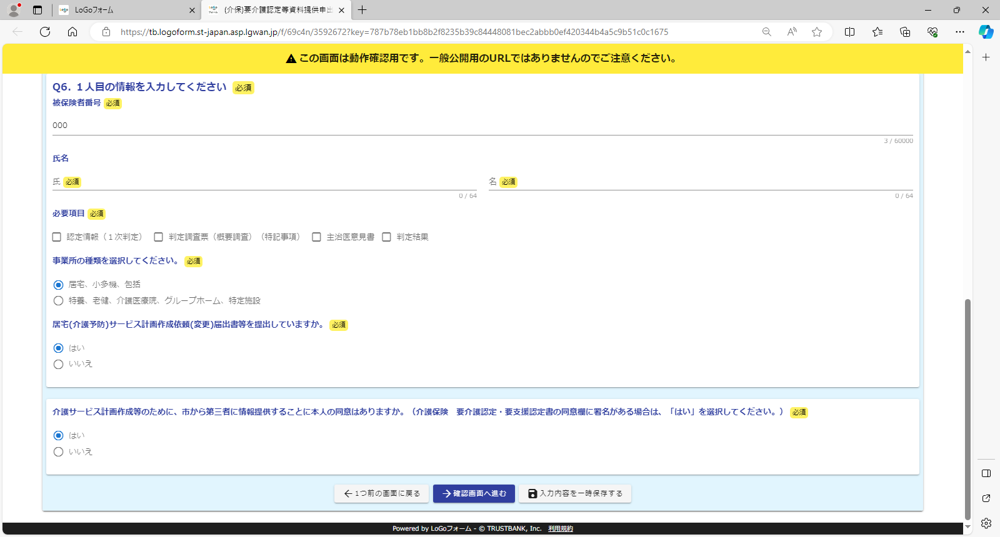 LoGoフォーム
(介保)要介護認定等資料提供申出
https://tb.logoform.st-japan.asp.lgwan.jp/f/69c4n/3592672?key=787b78eb1bb8b2f8235b39c84448081bec2abbb0ef420344b4a5c9b51c0c1675
この画面は動作確認用です。一般公開用のURLではありませんのでご注意ください。
Q6. 1人目の情報を入力してください 必須
被保険者番号 必須
000
3 / 60000
氏名
氏 必須 名 必須
0 / 64 0 / 64
必要項目 必須
認定情報（１次判定） 判定調査票（概要調査）（特記事項） 主治医意見書 判定結果
事業所の種類を選択してください。 必須
居宅、小多機、包括
特養、老健、介護医療院、グループホーム、特定施設
居宅(介護予防)サービス計画作成依頼(変更)届出書等を提出していますか。 必須
はい
いいえ
介護サービス計画作成等のために、市から第三者に情報提供することに本人の同意はありますか。（介護保険　要介護認定・要支援認定書の同意欄に署名がある場合は、「はい」を選択してください。） 必須
はい
いいえ
1つ前の画面に戻る 確認画面へ進む 入力内容を一時保存する
Powered by LoGoフォーム - © TRUSTBANK, Inc. 利用規約